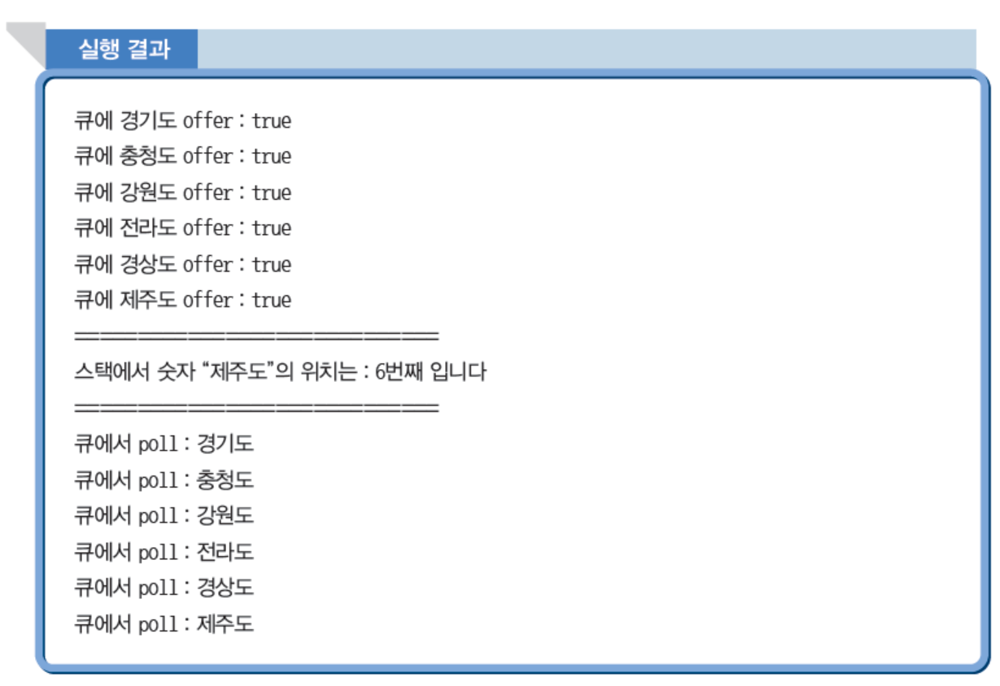 실행 결과
큐에 경기도 offer : true
큐에 충청도 offer : true
큐에 강원도 offer : true
큐에 전라도 offer : true
큐에 경상도 offer : true
큐에 제주도 offer : true
=============================
스택에서 숫자 “제주도”의 위치는 : 6번째 입니다
=============================
큐에서 poll : 경기도
큐에서 poll : 충청도
큐에서 poll : 강원도
큐에서 poll : 전라도
큐에서 poll : 경상도
큐에서 poll : 제주도